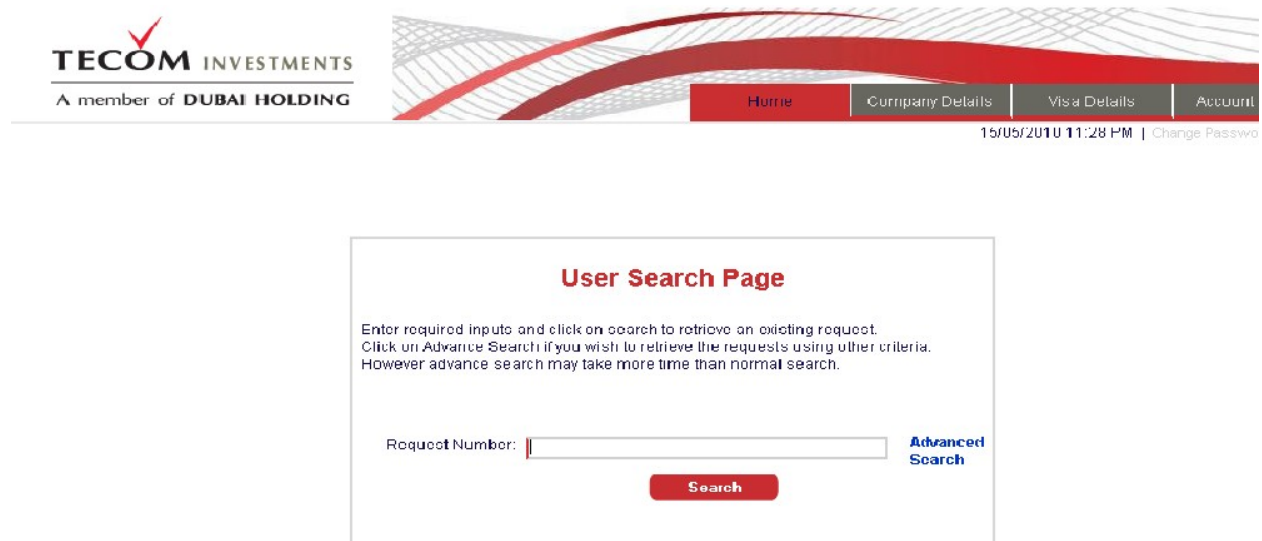 TECOM INVESTMENTS
A member of DUBAI HOLDING
Home Company Details Visa Details Account
15/05/2010 11:28 PM | Change Passwo
User Search Page
Enter required inputs and click on search to retrieve an existing request.
Click on Advance Search if you wish to retrieve the requests using other criteria.
However advance search may take more time than normal search.
Request Number:
Advanced
Search
Search